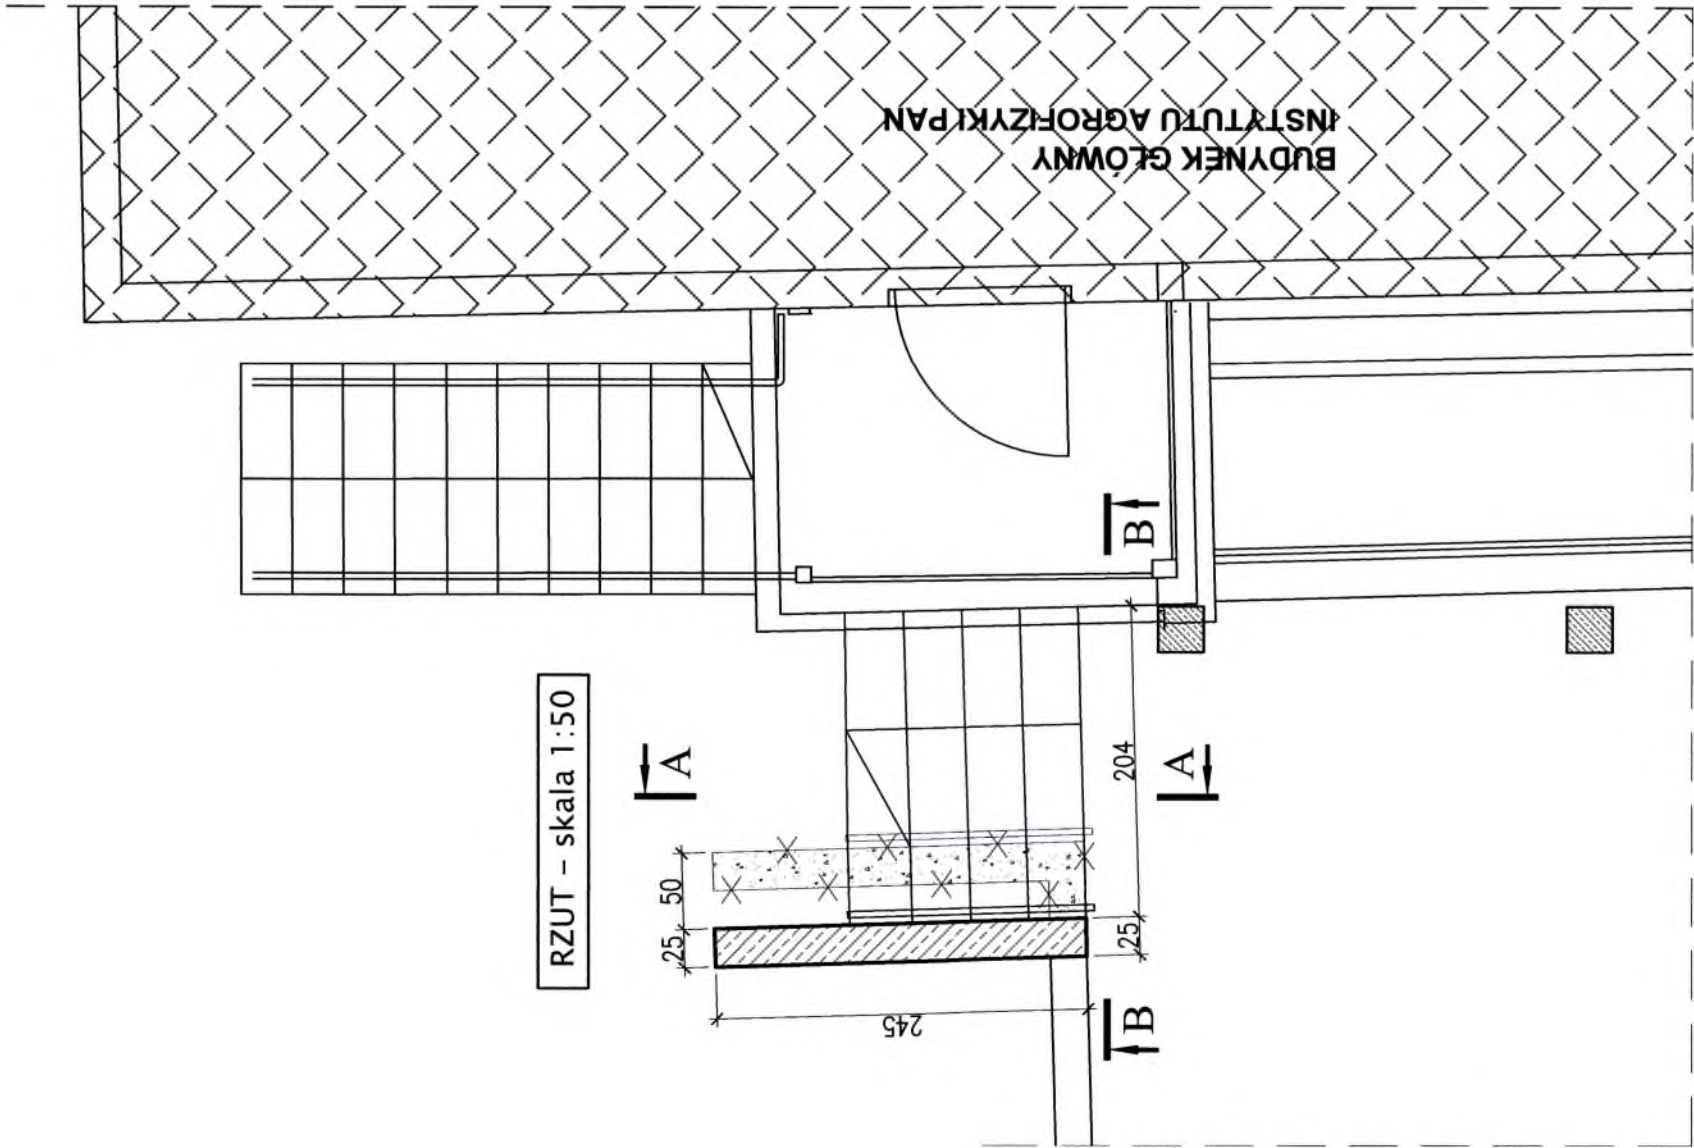 BUDYNEK GŁÓWNY
INSTYTUTU AGROFIZYKI PAN
RZUT – skala 1:50
A
A
B
B
50
25
204
25
245